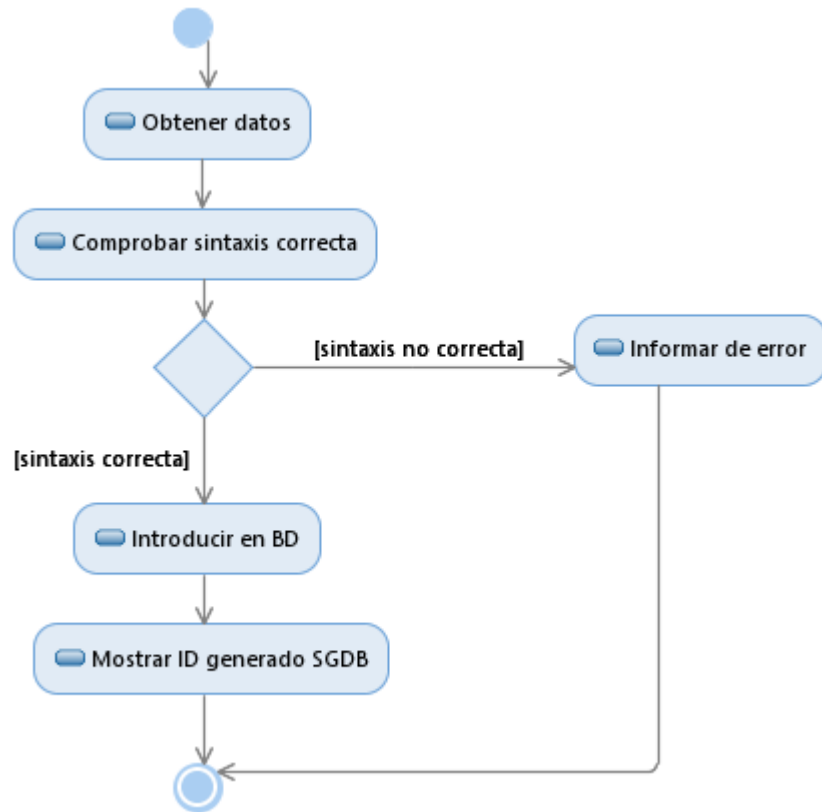 Obtener datos
Comprobar sintaxis correcta
[sintaxis no correcta]
Informar de error
[sintaxis correcta]
Introducir en BD
Mostrar ID generado SGDB